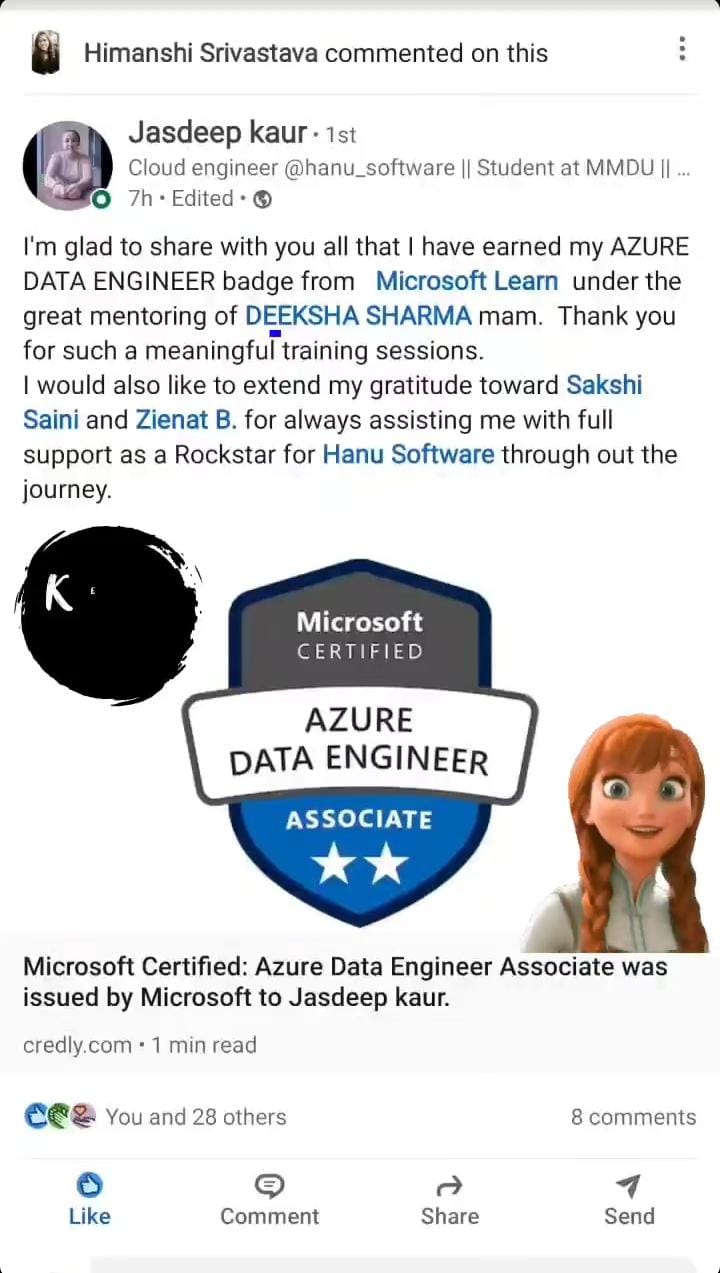 Himanshi Srivastava commented on this
Jasdeep kaur • 1st
Cloud engineer @hanu_software || Student at MMDU || ...
7h • Edited •
I'm glad to share with you all that I have earned my AZURE
DATA ENGINEER badge from Microsoft Learn under the
great mentoring of DEEKSHA SHARMA mam. Thank you
for such a meaningful training sessions.
I would also like to extend my gratitude toward Sakshi
Saini and Zienat B. for always assisting me with full
support as a Rockstar for Hanu Software through out the
journey.
K E
Microsoft
CERTIFIED
AZURE
DATA ENGINEER
ASSOCIATE
Microsoft Certified: Azure Data Engineer Associate was
issued by Microsoft to Jasdeep kaur.
credly.com • 1 min read
You and 28 others 8 comments
Like Comment Share Send